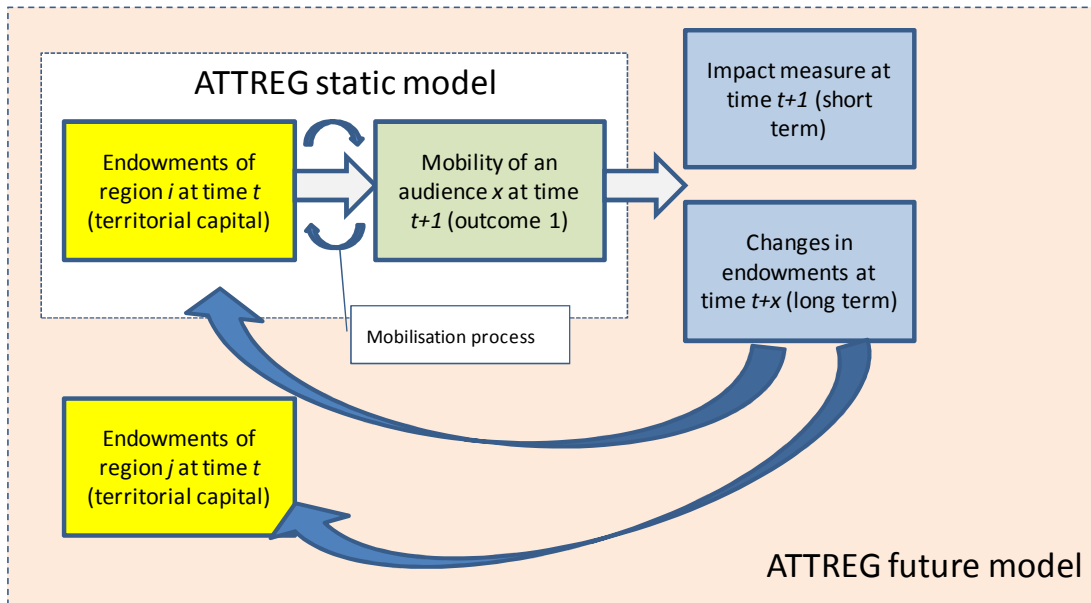 ATTREG static model
Endowments of
region i at time t
(territorial capital)
Mobility of an
audience x at time
t+1 (outcome 1)
Mobilisation process
Impact measure at
time t+1 (short
term)
Changes in
endowments at
time t+x (long term)
Endowments of
region j at time t
(territorial capital)
ATTREG future model